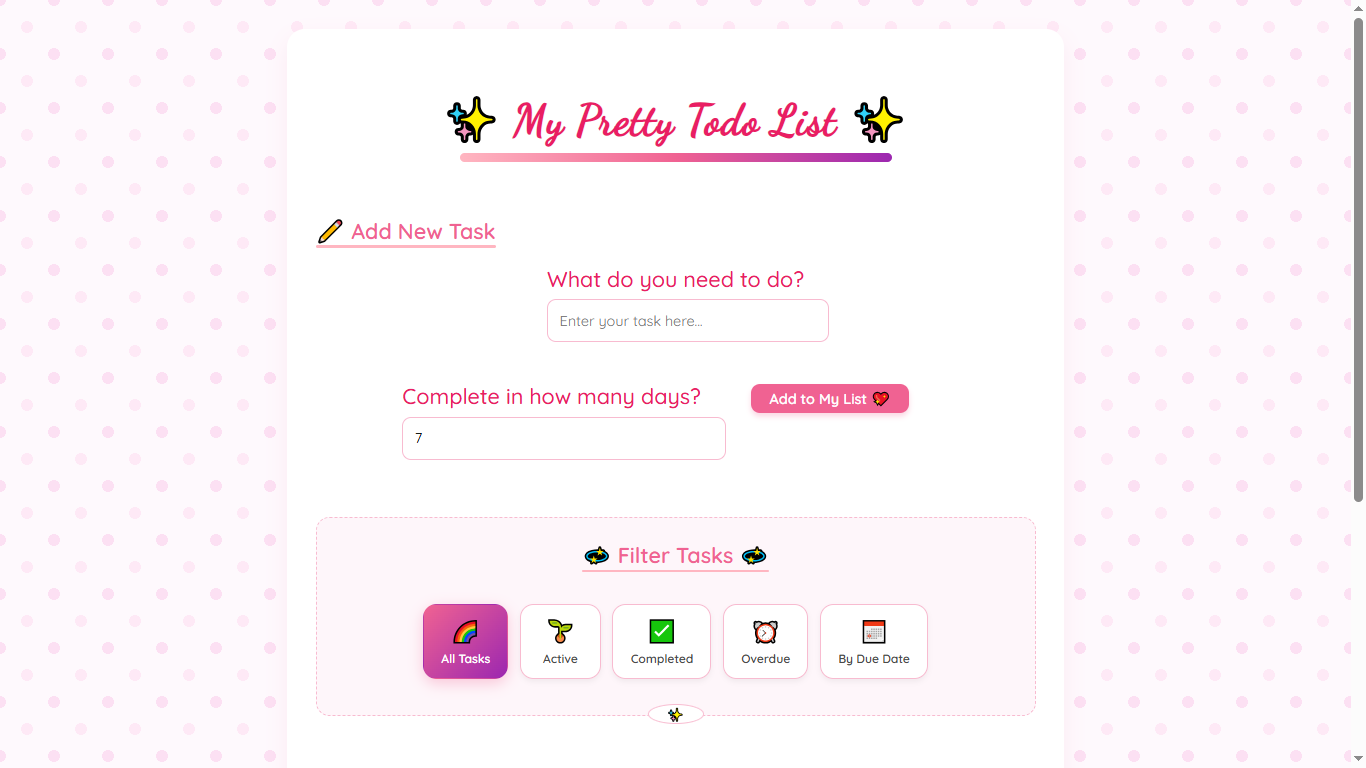 ✨ My Pretty Todo List ✨
✏️ Add New Task
What do you need to do?
Enter your task here...
Complete in how many days?
Add to My List 💖
7
💫 Filter Tasks 💫
🌈 All Tasks
🌱 Active
✅ Completed
⏰ Overdue
📅 By Due Date
✨